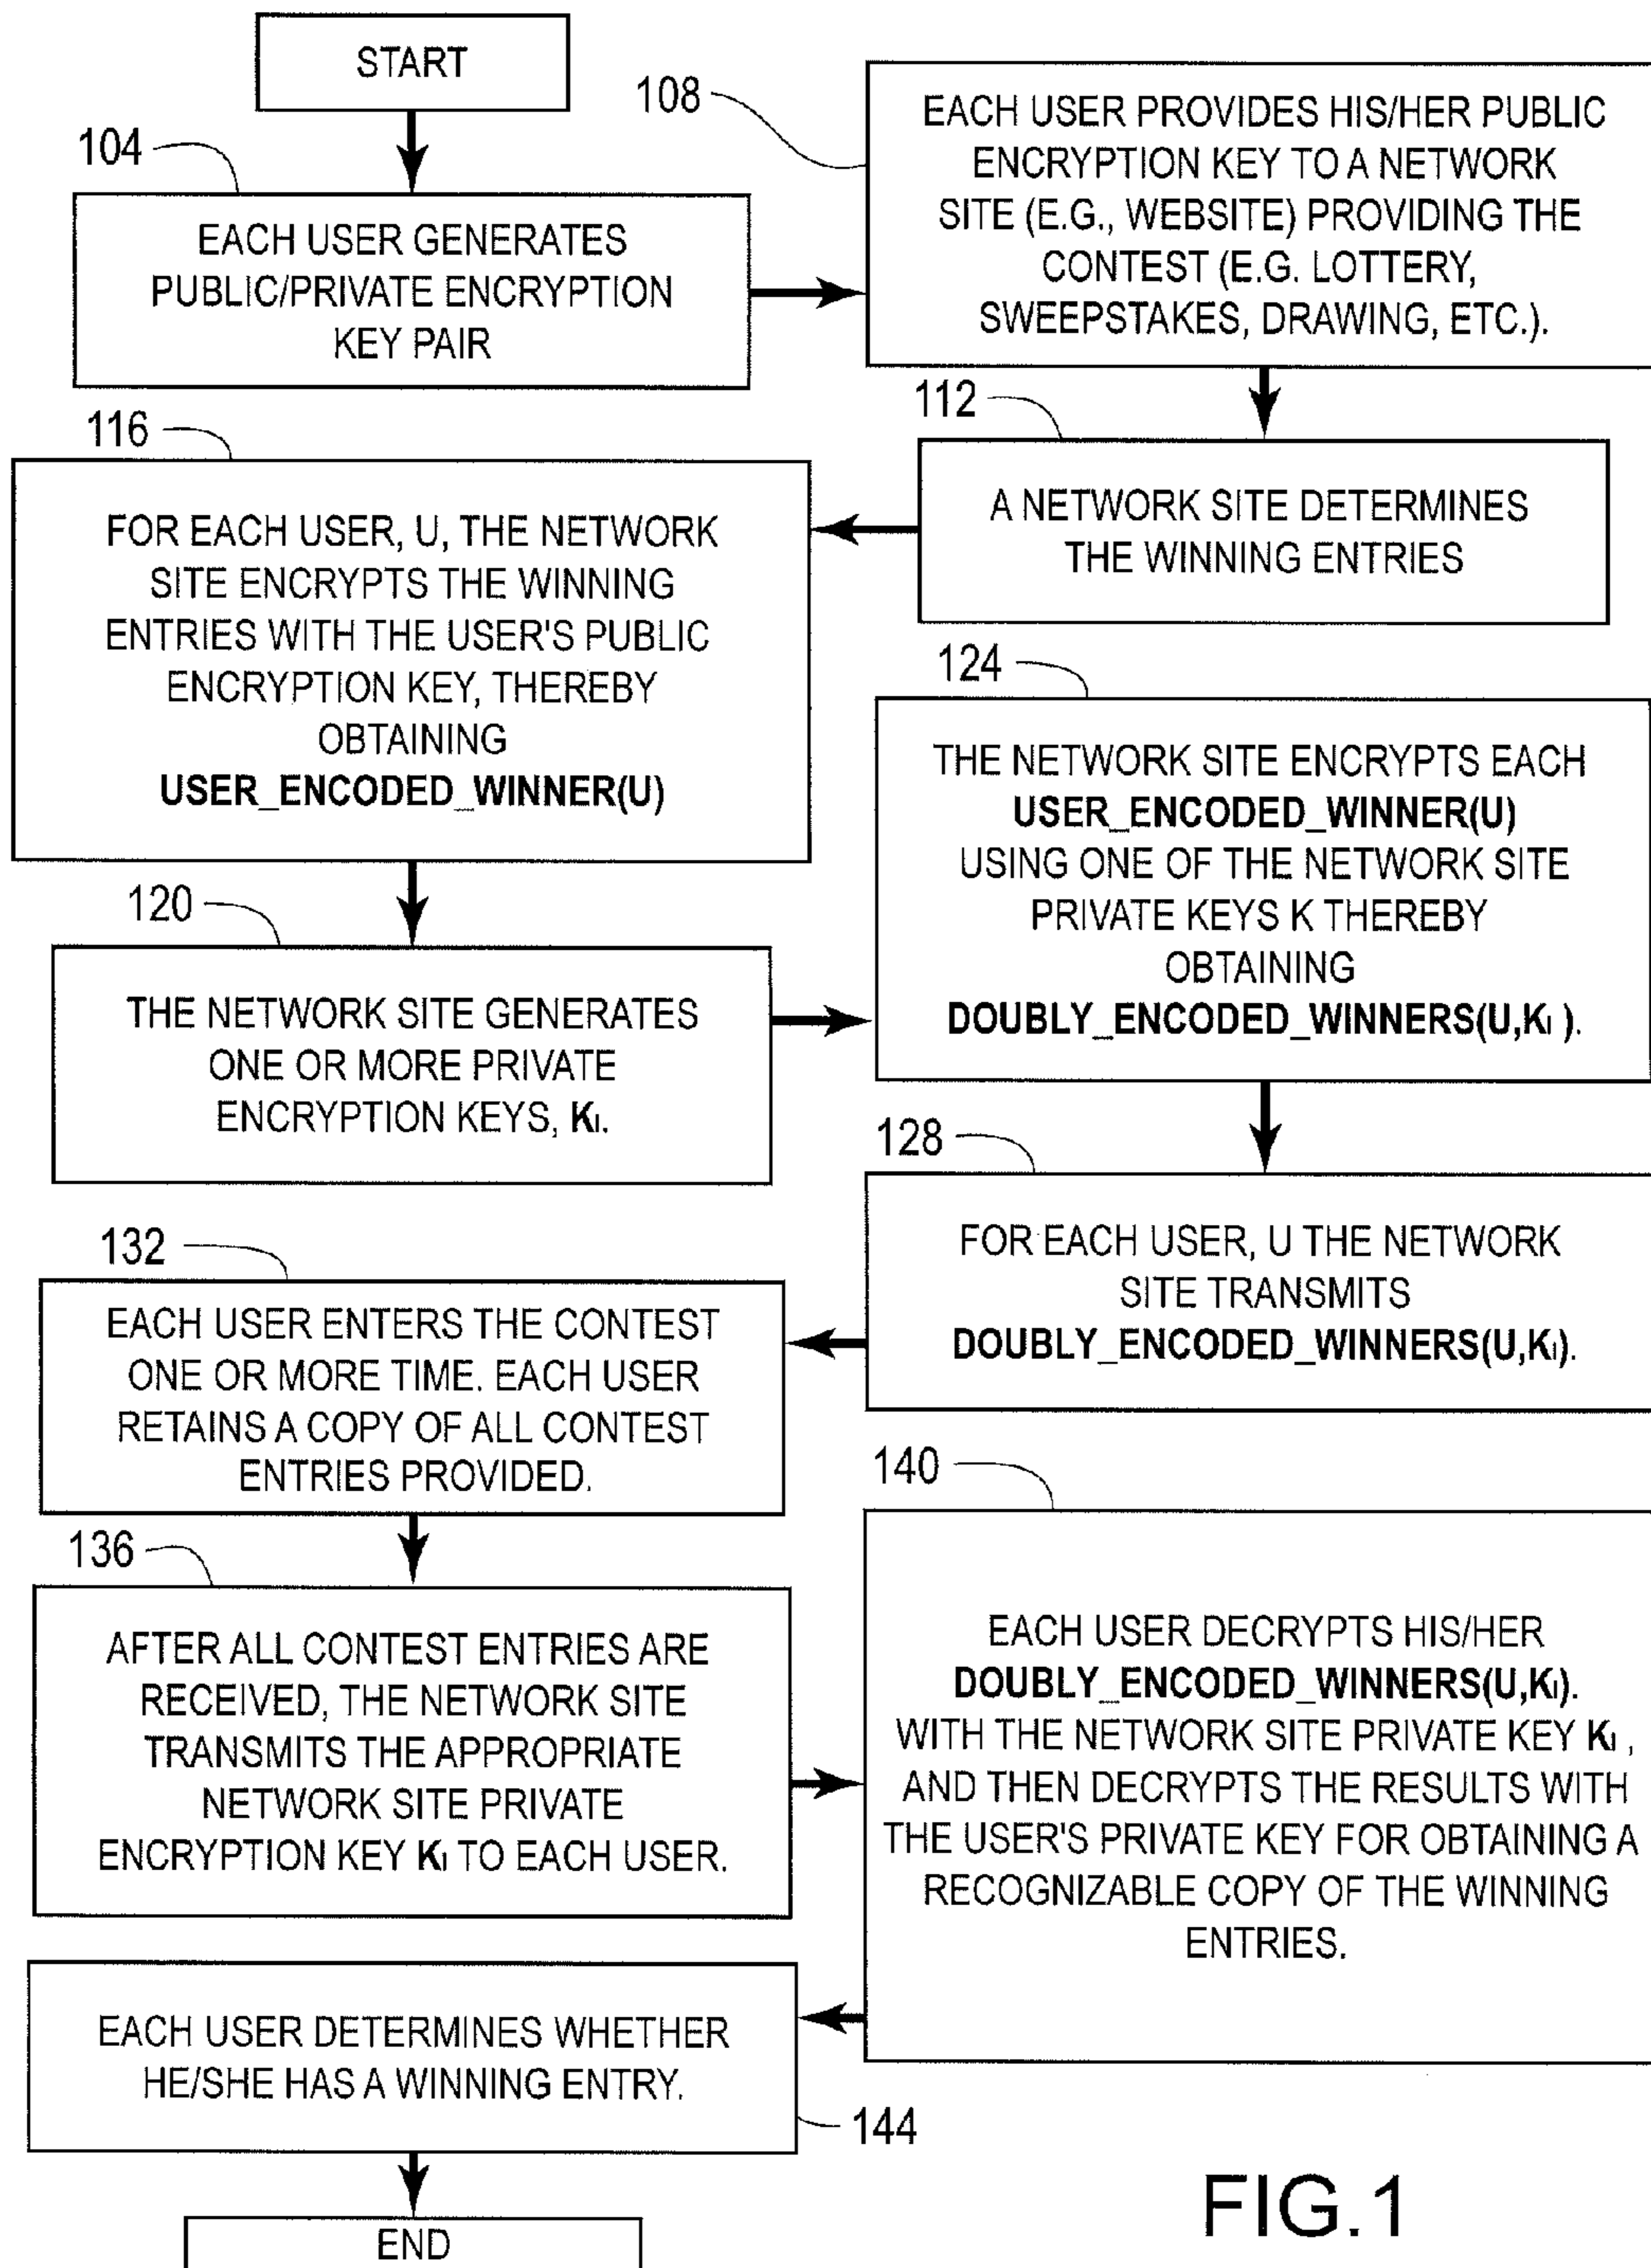 START
104
EACH USER GENERATES
PUBLIC/PRIVATE ENCRYPTION
KEY PAIR
108
EACH USER PROVIDES HIS/HER PUBLIC
ENCRYPTION KEY TO A NETWORK
SITE (E.G., WEBSITE) PROVIDING THE
CONTEST (E.G. LOTTERY,
SWEEPSTAKES, DRAWING, ETC.).
112
A NETWORK SITE DETERMINES
THE WINNING ENTRIES
116
FOR EACH USER, U, THE NETWORK
SITE ENCRYPTS THE WINNING
ENTRIES WITH THE USER'S PUBLIC
ENCRYPTION KEY, THEREBY
OBTAINING
USER_ENCODED_WINNER(U)
120
THE NETWORK SITE GENERATES
ONE OR MORE PRIVATE
ENCRYPTION KEYS, KI.
124
THE NETWORK SITE ENCRYPTS EACH
USER_ENCODED_WINNER(U)
USING ONE OF THE NETWORK SITE
PRIVATE KEYS K THEREBY
OBTAINING
DOUBLY_ENCODED_WINNERS(U,KI ).
128
FOR EACH USER, U THE NETWORK
SITE TRANSMITS
DOUBLY_ENCODED_WINNERS(U,KI).
132
EACH USER ENTERS THE CONTEST
ONE OR MORE TIME. EACH USER
RETAINS A COPY OF ALL CONTEST
ENTRIES PROVIDED.
136
AFTER ALL CONTEST ENTRIES ARE
RECEIVED, THE NETWORK SITE
TRANSMITS THE APPROPRIATE
NETWORK SITE PRIVATE
ENCRYPTION KEY KI TO EACH USER.
140
EACH USER DECRYPTS HIS/HER
DOUBLY_ENCODED_WINNERS(U,KI).
WITH THE NETWORK SITE PRIVATE KEY KI ,
AND THEN DECRYPTS THE RESULTS WITH
THE USER'S PRIVATE KEY FOR OBTAINING A
RECOGNIZABLE COPY OF THE WINNING
ENTRIES.
EACH USER DETERMINES WHETHER
HE/SHE HAS A WINNING ENTRY.
144
END
FIG.1